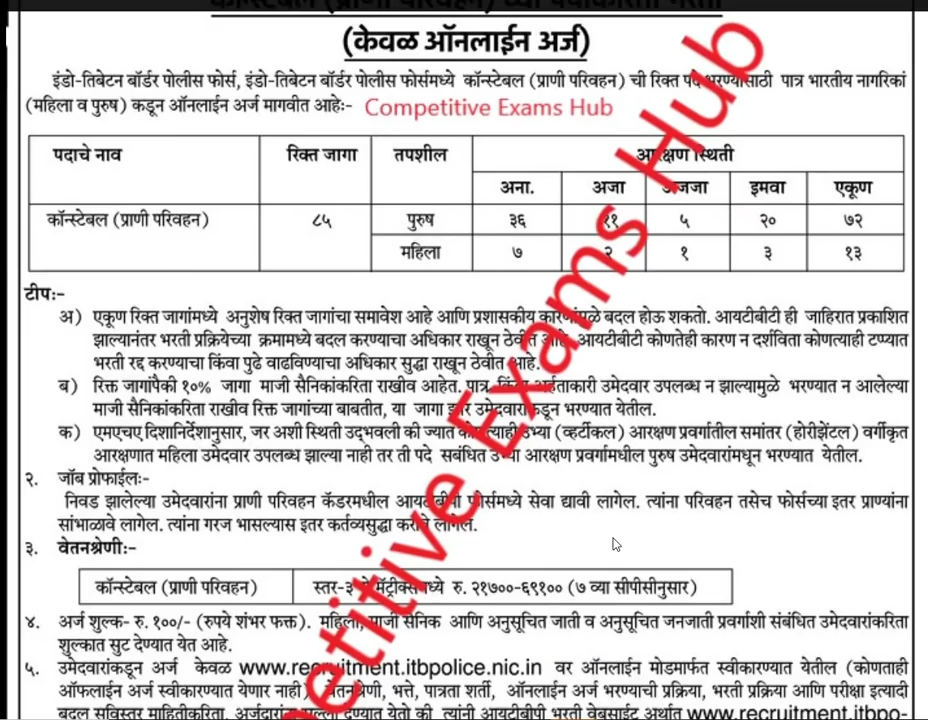 कॉन्स्टेबल (प्राणी परिवहन) च्या पदाकरिता भरती
(केवळ ऑनलाईन अर्ज)
इंडो-तिबेटन बॉर्डर पोलीस फोर्स, इंडो-तिबेटन बॉर्डर पोलीस फोर्समध्ये कॉन्स्टेबल (प्राणी परिवहन) ची रिक्त पदे भरण्यासाठी पात्र भारतीय नागरिकां
(महिला व पुरुष) कडून ऑनलाईन अर्ज मागवीत आहेः- Competitive Exams Hub
पदाचे नाव रिक्त जागा तपशील आरक्षण स्थिती
अना. अजा अजजा इमवा एकूण
कॉन्स्टेबल (प्राणी परिवहन) ८५ पुरुष ३६ ११ ५ २० ७२
महिला ७ २ १ ३ १३
टीपः-
अ) एकूण रिक्त जागांमध्ये अनुशेष रिक्त जागांचा समावेश आहे आणि प्रशासकीय कारणांमुळे बदल होऊ शकतो. आयटीबीटी ही जाहिरात प्रकाशित
झाल्यानंतर भरती प्रक्रियेच्या क्रमामध्ये बदल करण्याचा अधिकार राखून ठेवीत आहे. आयटीबीटी कोणतेही कारण न दर्शविता कोणत्याही टप्प्यात
भरती रद्द करण्याचा किंवा पुढे वाढविण्याचा अधिकार सुद्धा राखून ठेवीत आहे.
ब) रिक्त जागांपैकी १०% जागा माजी सैनिकांकरिता राखीव आहेत. पात्र किंवा अर्हताकारी उमेदवार उपलब्ध न झाल्यामुळे भरण्यात न आलेल्या
माजी सैनिकांकरिता राखीव रिक्त जागांच्या बाबतीत, या जागा इतर उमेदवारांकडून भरण्यात येतील.
क) एमएचए दिशानिर्देशानुसार, जर अशी स्थिती उद्भवली की ज्यात कोणत्याही उभ्या (व्हर्टीकल) आरक्षण प्रवर्गातील समांतर (होरीझेंटल) वर्गीकृत
आरक्षणात महिला उमेदवार उपलब्ध झाल्या नाही तर ती पदे सबंधित उभ्या आरक्षण प्रवर्गामधील पुरुष उमेदवारांमधून भरण्यात येतील.
२. जॉब प्रोफाईलः-
निवड झालेल्या उमेदवारांना प्राणी परिवहन कॅडरमधील आयटीबीपी फोर्समध्ये सेवा द्यावी लागेल. त्यांना परिवहन तसेच फोर्सच्या इतर प्राण्यांना
सांभाळावे लागेल. त्यांना गरज भासल्यास इतर कर्तव्यसुद्धा करावे लागेल.
३. वेतनश्रेणीः-
कॉन्स्टेबल (प्राणी परिवहन) स्तर-३ पे मॅट्रीक्समध्ये रु. २१७००-६९१०० (७ व्या सीपीसीनुसार)
४. अर्ज शुल्क- रु. १००/- (रुपये शंभर फक्त). महिला, माजी सैनिक आणि अनुसूचित जाती व अनुसूचित जनजाती प्रवर्गाशी संबंधित उमेदवारांकरिता
शुल्कात सुट देण्यात येत आहे.
५. उमेदवारांकडून अर्ज केवळ www.recruitment.itbpolice.nic.in वर ऑनलाईन मोडमार्फत स्वीकारण्यात येतील (कोणताही
ऑफलाईन अर्ज स्वीकारण्यात येणार नाही) वेतनश्रेणी, भत्ते, पात्रता शर्ती, ऑनलाईन अर्ज भरण्याची प्रक्रिया, भरती प्रक्रिया आणि परीक्षा इत्यादी
बद्दल सविस्तर माहितीकरिता, अर्जदारांना सल्ला देण्यात येतो की त्यांनी आयटीबीपी भरती वेबसाईट अर्थात www.recruitment.itbpo-
etitive Exams Hub